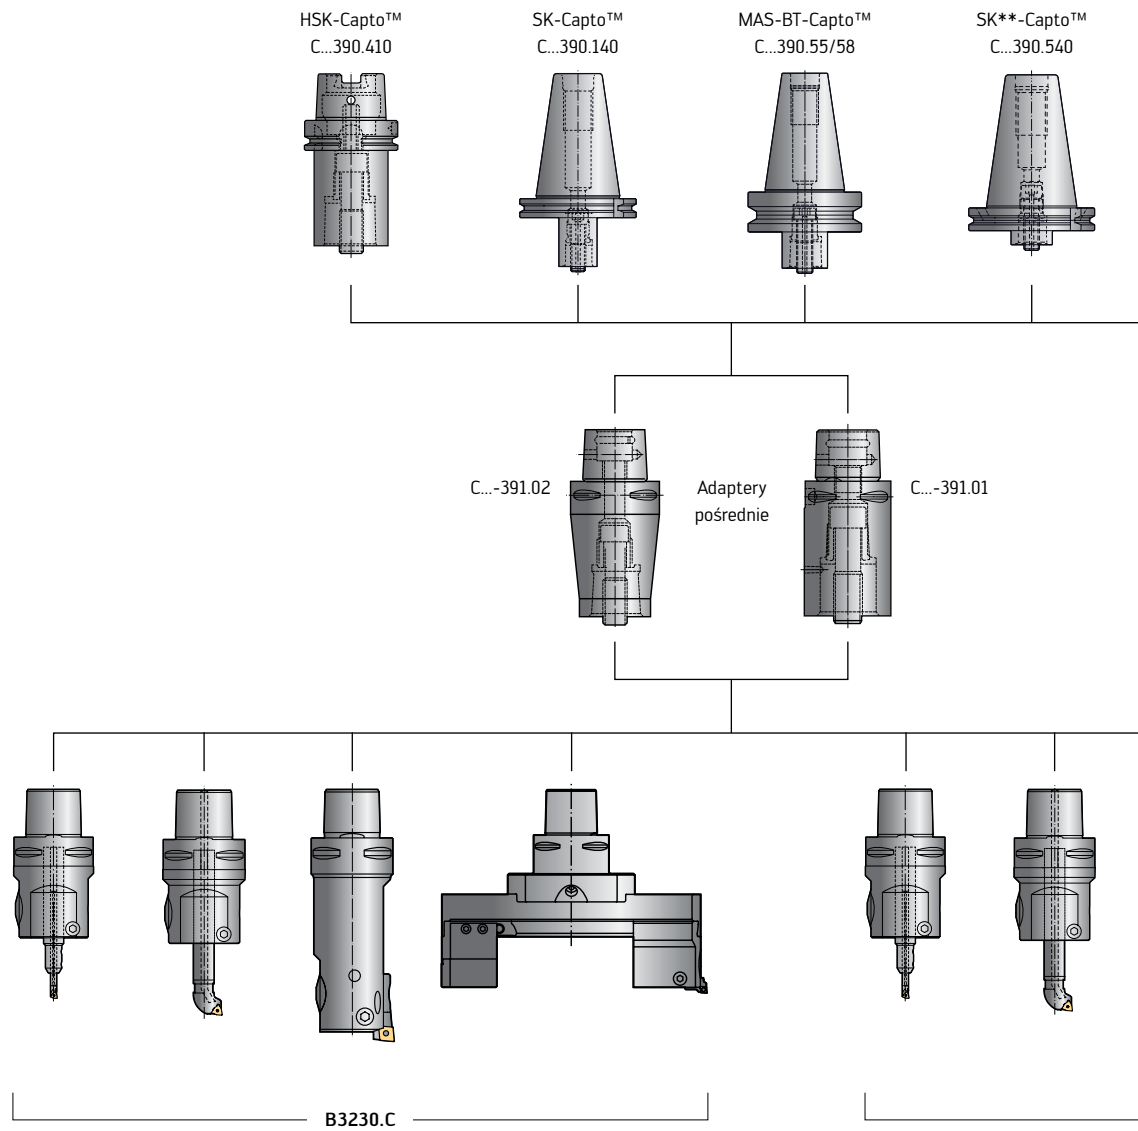 HSK-Capto™
C...390.410
SK-Capto™
C...390.140
MAS-BT-Capto™
C...390.55/58
SK**-Capto™
C...390.540
C...-391.02
Adaptery
pośrednie
C...-391.01
B3230.C